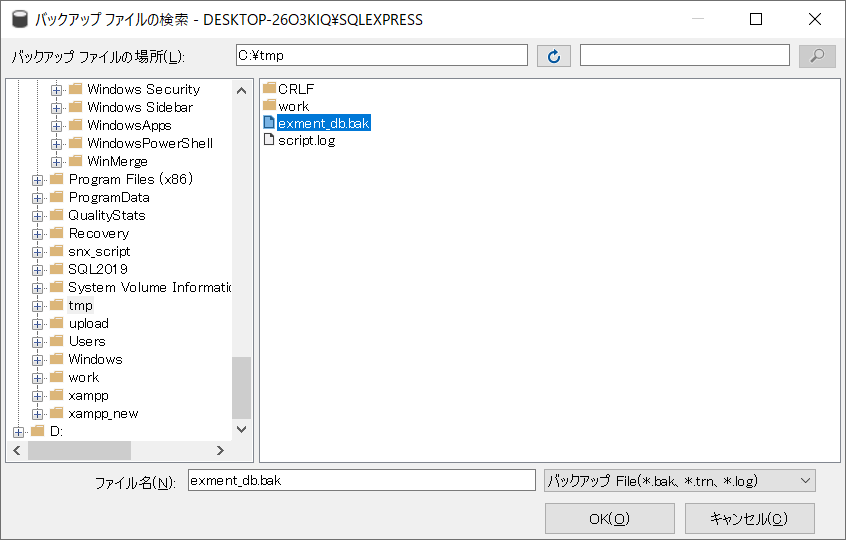 バックアップ ファイルの検索 - DESKTOP-26O3KIQ¥SQLEXPRESS
バックアップ ファイルの場所(L):
C:¥tmp
Windows Security
Windows Sidebar
WindowsApps
WindowsPowerShell
WinMerge
Program Files (x86)
ProgramData
QualityStats
Recovery
snx_script
SQL2019
System Volume Informatic
tmp
upload
Users
Windows
work
xampp
xampp_new
D:
CRLF
work
exment_db.bak
script.log
ファイル名(N):
exment_db.bak
バックアップ File(*.bak、*.trn、*.log)
OK(O)
キャンセル(C)